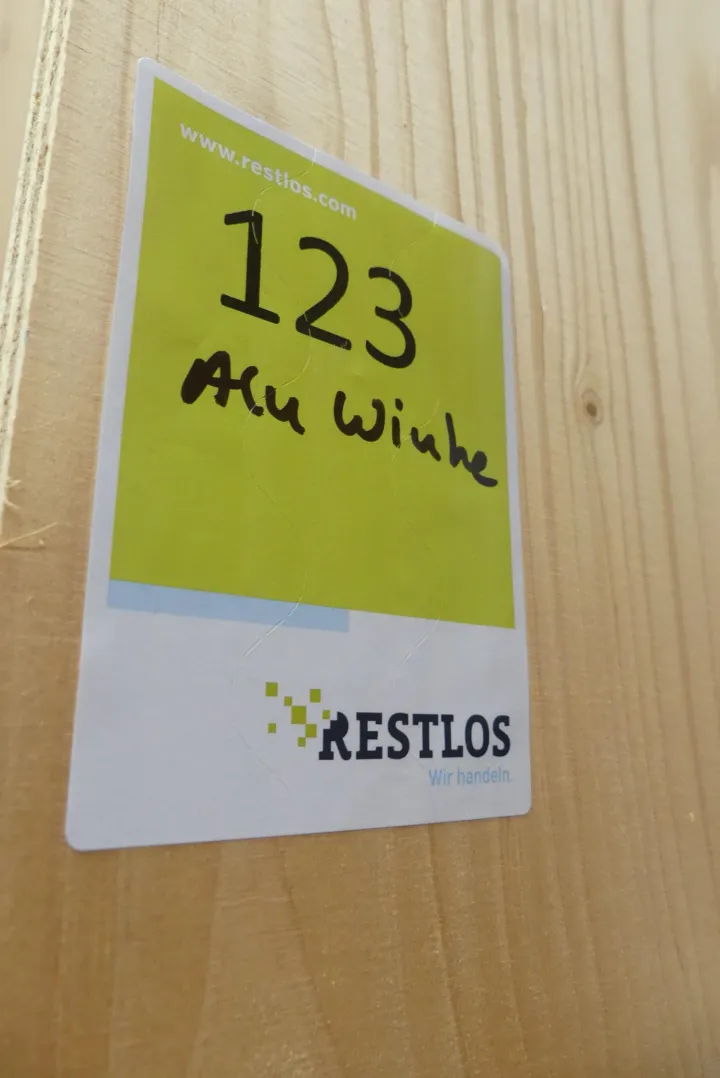 www.restlos.com
123
Alu Winke
RESTLOS
Wir handeln.